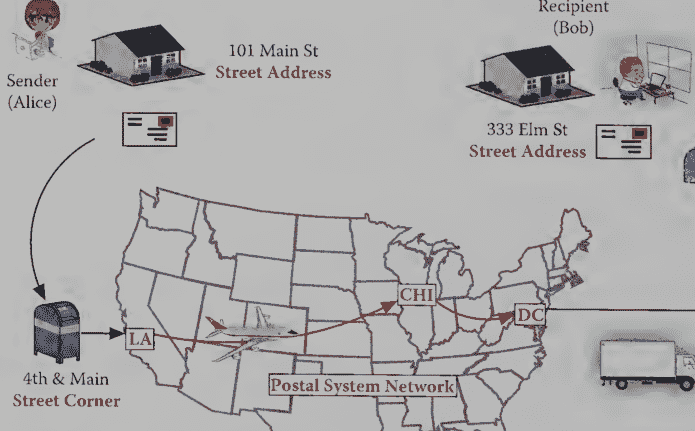 Sender
(Alice)
101 Main St
Street Address
Recipient
(Bob)
333 Elm St
Street Address
LA
CHI
DC
Postal System Network
4th & Main
Street Corner